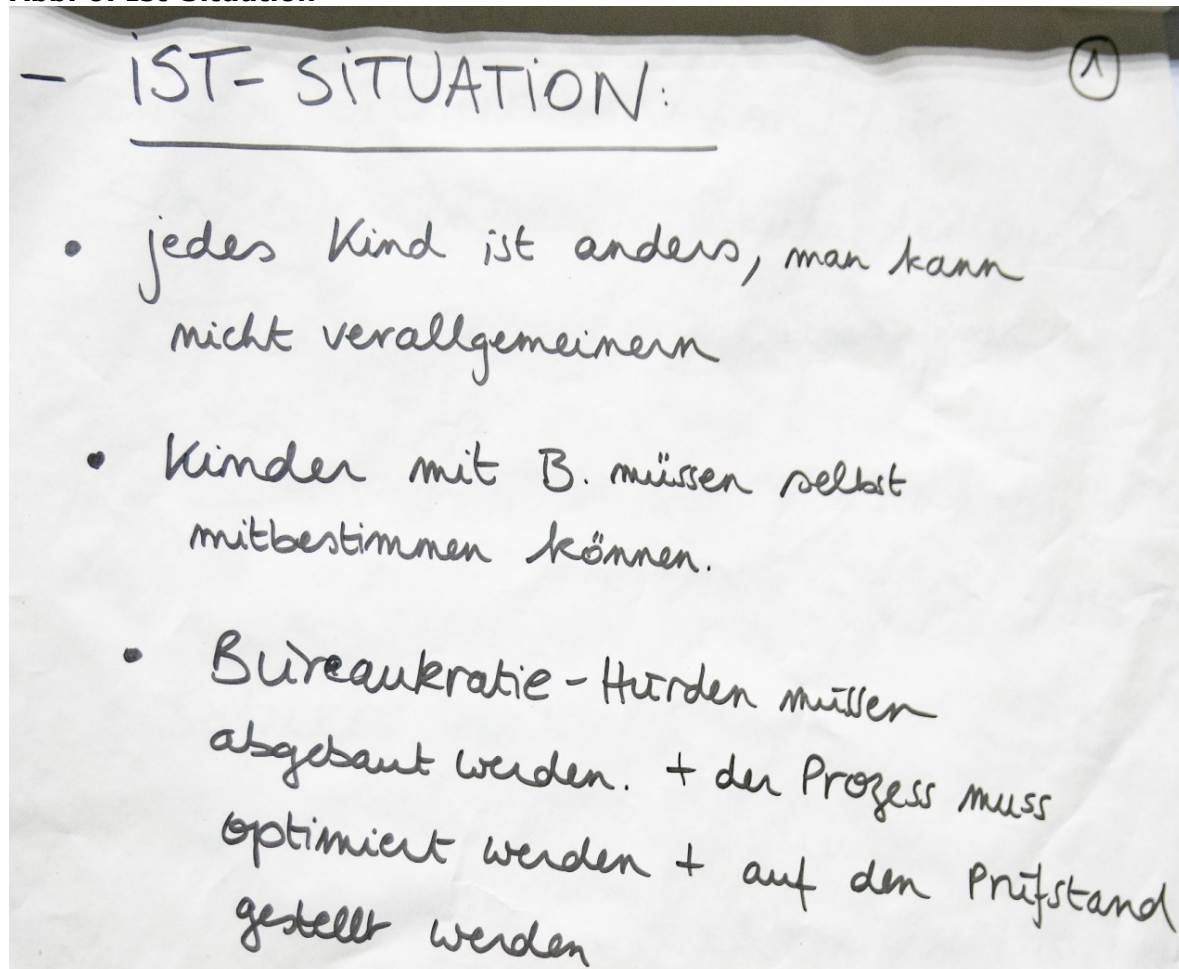 - iST- SiTUATiON:
1
• jedes Kind ist anders, man kann
nicht verallgemeinern
• Kinder mit B. müssen selbst
mitbestimmen können.
• Büreaukratie - Hürden müssen
abgebaut werden. + der Prozess muss
optimiert werden + auf den Prüfstand
gestellt werden